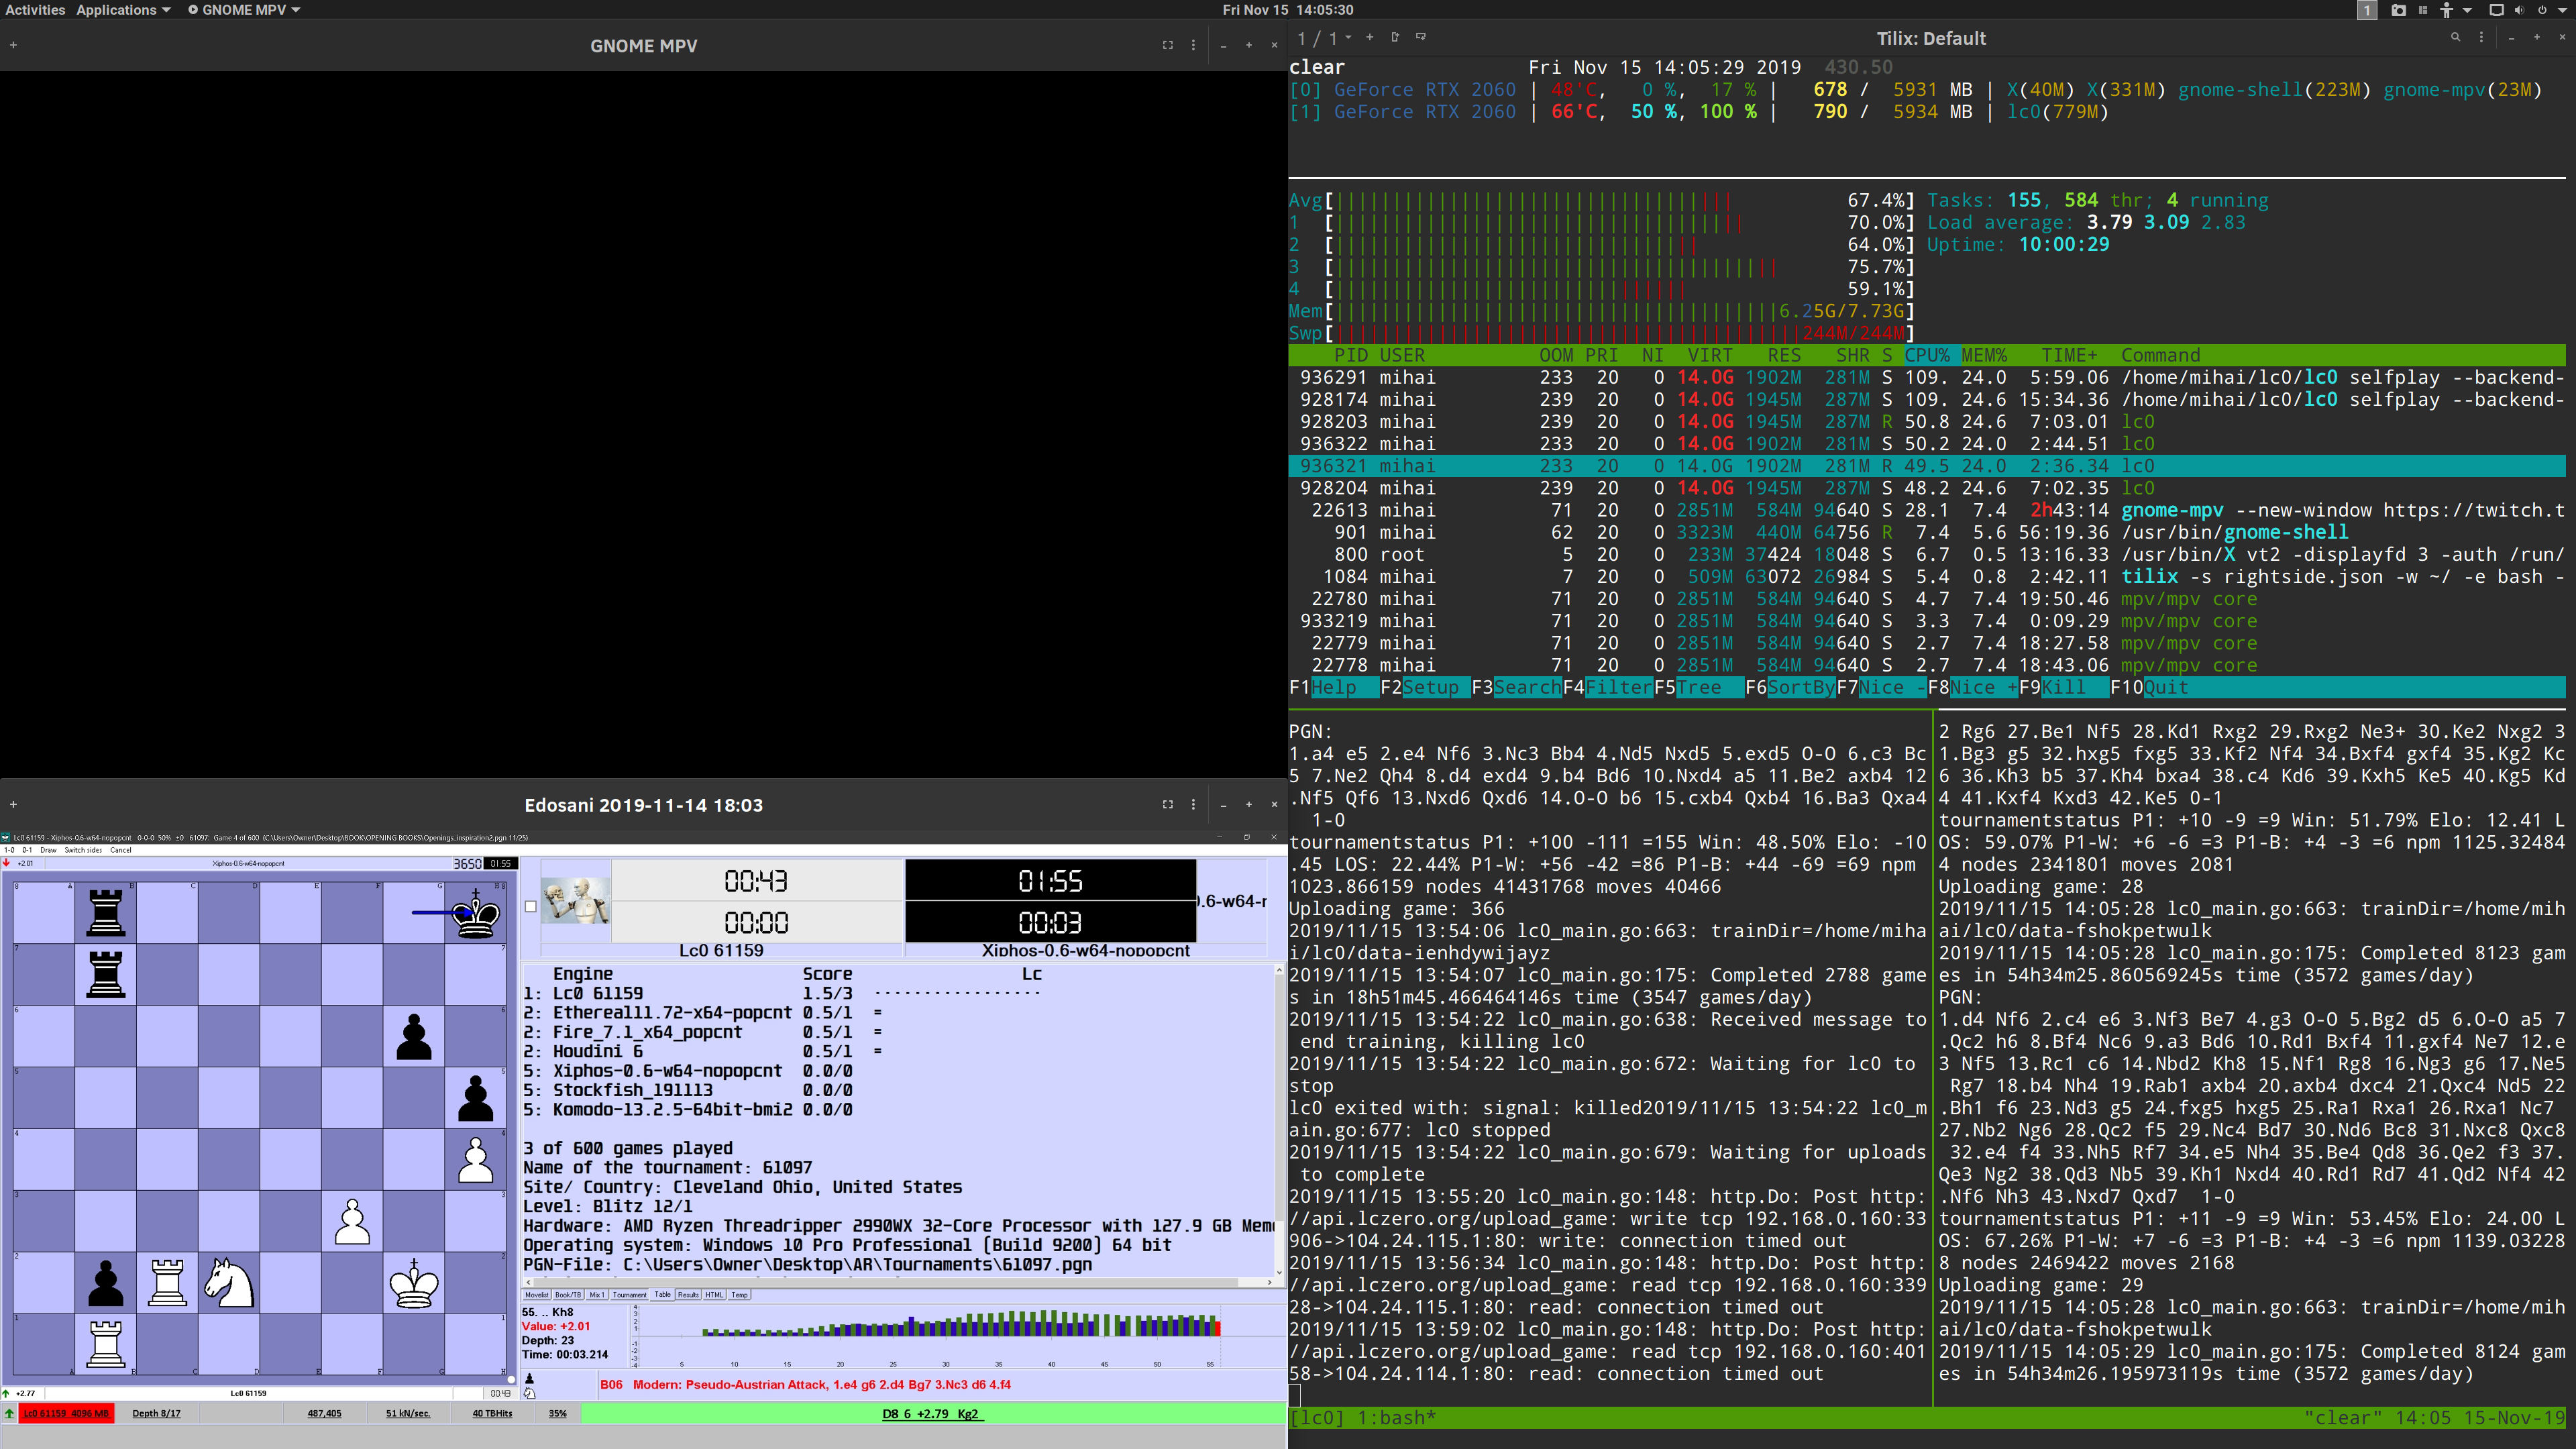 Activities Applications GNOME MPV
Fri Nov 15 14:05:30
1
GNOME MPV
Edosani 2019-11-14 18:03
Lc0 61159 - Xiphos-0.6-w64-nopopcnt 0-0-0 50% ±0 61097: Game 4 of 600 (C:\Users\Owner\Desktop\BOOK\OPENING BOOKS\Openings_inspiration2.pgn 11/25)
1-0 0-1 Draw Switch sides Cancel
+2.01 Xiphos-0.6-w64-nopopcnt 3650 01:55
00:43 01:55
00:00 00:03
).6-w64-r
Lc0 61159 Xiphos-0.6-w64-nopopcnt
Engine Score Lc
1: Lc0 61159 1.5/3 ··················
2: Ethereal11.72-x64-popcnt 0.5/1 =
2: Fire_7.1_x64_popcnt 0.5/1 =
2: Houdini 6 0.5/1 =
5: Xiphos-0.6-w64-nopopcnt 0.0/0
5: Stockfish_191113 0.0/0
5: Komodo-13.2.5-64bit-bmi2 0.0/0
3 of 600 games played
Name of the tournament: 61097
Site/ Country: Cleveland Ohio, United States
Level: Blitz 12/1
Hardware: AMD Ryzen Threadripper 2990WX 32-Core Processor with 127.9 GB Mem
Operating system: Windows 10 Pro Professional (Build 9200) 64 bit
PGN-File: C:\Users\Owner\Desktop\AR\Tournaments\61097.pgn
Movelist Book/TB Mix 1 Tournament Table Results HTML Temp
55. .. Kh8
Value: +2.01
Depth: 23
Time: 00:03.214
5 10 15 20 25 30 35 40 45 50 55
B06 Modern: Pseudo-Austrian Attack, 1.e4 g6 2.d4 Bg7 3.Nc3 d6 4.f4
+2.77 Lc0 61159 00:43
Lc0 61159 4096 MB Depth 8/17 487,405 51 kN/sec. 40 TBHits 35% D8 6 +2.79 Kg2
1 / 1 Tilix: Default
clear Fri Nov 15 14:05:29 2019 430.50
[0] GeForce RTX 2060 | 48'C, 0 %, 17 % | 678 / 5931 MB | X(40M) X(331M) gnome-shell(223M) gnome-mpv(23M)
[1] GeForce RTX 2060 | 66'C, 50 %, 100 % | 790 / 5934 MB | lc0(779M)
Avg[ 67.4%] Tasks: 155, 584 thr; 4 running
1 [ 70.0%] Load average: 3.79 3.09 2.83
2 [ 64.0%] Uptime: 10:00:29
3 [ 75.7%]
4 [ 59.1%]
Mem[ 6.25G/7.73G]
Swp[ 244M/244M]
PID USER OOM PRI NI VIRT RES SHR S CPU% MEM% TIME+ Command
936291 mihai 233 20 0 14.0G 1902M 281M S 109. 24.0 5:59.06 /home/mihai/lc0/lc0 selfplay --backend-
928174 mihai 239 20 0 14.0G 1945M 287M S 109. 24.6 15:34.36 /home/mihai/lc0/lc0 selfplay --backend-
928203 mihai 239 20 0 14.0G 1945M 287M R 50.8 24.6 7:03.01 lc0
936322 mihai 233 20 0 14.0G 1902M 281M S 50.2 24.0 2:44.51 lc0
936321 mihai 233 20 0 14.0G 1902M 281M R 49.5 24.0 2:36.34 lc0
928204 mihai 239 20 0 14.0G 1945M 287M S 48.2 24.6 7:02.35 lc0
22613 mihai 71 20 0 2851M 584M 94640 S 28.1 7.4 2h43:14 gnome-mpv --new-window https://twitch.t
901 mihai 62 20 0 3323M 440M 64756 R 7.4 5.6 56:19.36 /usr/bin/gnome-shell
800 root 5 20 0 233M 37424 18048 S 6.7 0.5 13:16.33 /usr/bin/X vt2 -displayfd 3 -auth /run/
1084 mihai 7 20 0 509M 63072 26984 S 5.4 0.8 2:42.11 tilix -s rightside.json -w ~/ -e bash -
22780 mihai 71 20 0 2851M 584M 94640 S 4.7 7.4 19:50.46 mpv/mpv core
933219 mihai 71 20 0 2851M 584M 94640 S 3.3 7.4 0:09.29 mpv/mpv core
22779 mihai 71 20 0 2851M 584M 94640 S 2.7 7.4 18:27.58 mpv/mpv core
22778 mihai 71 20 0 2851M 584M 94640 S 2.7 7.4 18:43.06 mpv/mpv core
F1Help F2Setup F3SearchF4FilterF5Tree F6SortByF7Nice -F8Nice +F9Kill F10Quit
PGN:
1.a4 e5 2.e4 Nf6 3.Nc3 Bb4 4.Nd5 Nxd5 5.exd5 O-O 6.c3 Bc
5 7.Ne2 Qh4 8.d4 exd4 9.b4 Bd6 10.Nxd4 a5 11.Be2 axb4 12
.Nf5 Qf6 13.Nxd6 Qxd6 14.O-O b6 15.cxb4 Qxb4 16.Ba3 Qxa4
1-0
tournamentstatus P1: +100 -111 =155 Win: 48.50% Elo: -10
.45 LOS: 22.44% P1-W: +56 -42 =86 P1-B: +44 -69 =69 npm
1023.866159 nodes 41431768 moves 40466
Uploading game: 366
2019/11/15 13:54:06 lc0_main.go:663: trainDir=/home/miha
i/lc0/data-ienhdywijayz
2019/11/15 13:54:07 lc0_main.go:175: Completed 2788 game
s in 18h51m45.466464146s time (3547 games/day)
2019/11/15 13:54:22 lc0_main.go:638: Received message to
end training, killing lc0
2019/11/15 13:54:22 lc0_main.go:672: Waiting for lc0 to
stop
lc0 exited with: signal: killed2019/11/15 13:54:22 lc0_m
ain.go:677: lc0 stopped
2019/11/15 13:54:22 lc0_main.go:679: Waiting for uploads
to complete
2019/11/15 13:55:20 lc0_main.go:148: http.Do: Post http:
//api.lczero.org/upload_game: write tcp 192.168.0.160:33
906->104.24.115.1:80: write: connection timed out
2019/11/15 13:56:34 lc0_main.go:148: http.Do: Post http:
//api.lczero.org/upload_game: read tcp 192.168.0.160:339
28->104.24.115.1:80: read: connection timed out
2019/11/15 13:59:02 lc0_main.go:148: http.Do: Post http:
//api.lczero.org/upload_game: read tcp 192.168.0.160:401
58->104.24.114.1:80: read: connection timed out
2 Rg6 27.Be1 Nf5 28.Kd1 Rxg2 29.Rxg2 Ne3+ 30.Ke2 Nxg2 3
1.Bg3 g5 32.hxg5 fxg5 33.Kf2 Nf4 34.Bxf4 gxf4 35.Kg2 Kc
6 36.Kh3 b5 37.Kh4 bxa4 38.c4 Kd6 39.Kxh5 Ke5 40.Kg5 Kd
4 41.Kxf4 Kxd3 42.Ke5 0-1
tournamentstatus P1: +10 -9 =9 Win: 51.79% Elo: 12.41 L
OS: 59.07% P1-W: +6 -6 =3 P1-B: +4 -3 =6 npm 1125.32484
4 nodes 2341801 moves 2081
Uploading game: 28
2019/11/15 14:05:28 lc0_main.go:663: trainDir=/home/mih
ai/lc0/data-fshokpetwulk
2019/11/15 14:05:28 lc0_main.go:175: Completed 8123 gam
es in 54h34m25.860569245s time (3572 games/day)
PGN:
1.d4 Nf6 2.c4 e6 3.Nf3 Be7 4.g3 O-O 5.Bg2 d5 6.O-O a5 7
.Qc2 h6 8.Bf4 Nc6 9.a3 Bd6 10.Rd1 Bxf4 11.gxf4 Ne7 12.e
3 Nf5 13.Rc1 c6 14.Nbd2 Kh8 15.Nf1 Rg8 16.Ng3 g6 17.Ne5
Rg7 18.b4 Nh4 19.Rab1 axb4 20.axb4 dxc4 21.Qxc4 Nd5 22
.Bh1 f6 23.Nd3 g5 24.fxg5 hxg5 25.Ra1 Rxa1 26.Rxa1 Nc7
27.Nb2 Ng6 28.Qc2 f5 29.Nc4 Bd7 30.Nd6 Bc8 31.Nxc8 Qxc8
32.e4 f4 33.Nh5 Rf7 34.e5 Nh4 35.Be4 Qd8 36.Qe2 f3 37.
Qe3 Ng2 38.Qd3 Nb5 39.Kh1 Nxd4 40.Rd1 Rd7 41.Qd2 Nf4 42
.Nf6 Nh3 43.Nxd7 Qxd7 1-0
tournamentstatus P1: +11 -9 =9 Win: 53.45% Elo: 24.00 L
OS: 67.26% P1-W: +7 -6 =3 P1-B: +4 -3 =6 npm 1139.03228
8 nodes 2469422 moves 2168
Uploading game: 29
2019/11/15 14:05:28 lc0_main.go:663: trainDir=/home/mih
ai/lc0/data-fshokpetwulk
2019/11/15 14:05:29 lc0_main.go:175: Completed 8124 gam
es in 54h34m26.195973119s time (3572 games/day)
[lc0] 1:bash* "clear" 14:05 15-Nov-19